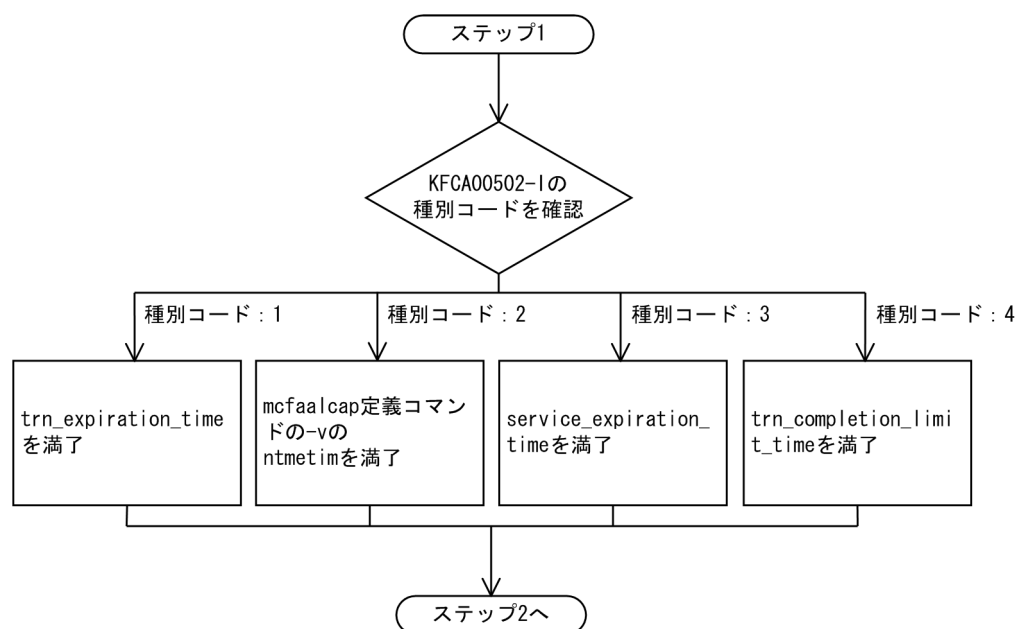 ステップ1
KFCA00502-Iの
種別コードを確認
種別コード：1
種別コード：2
種別コード：3
種別コード：4
trn_expiration_time
を満了
mcfaalcap定義コマン
ドの-vの
ntmetimを満了
service_expiration_
timeを満了
trn_completion_limi
t_timeを満了
ステップ2へ